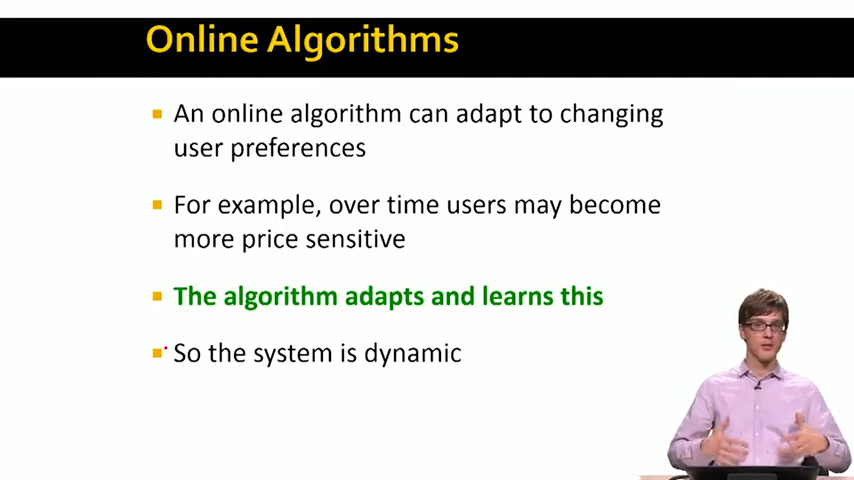 Online Algorithms
An online algorithm can adapt to changing
user preferences
For example, over time users may become
more price sensitive
The algorithm adapts and learns this
So the system is dynamic